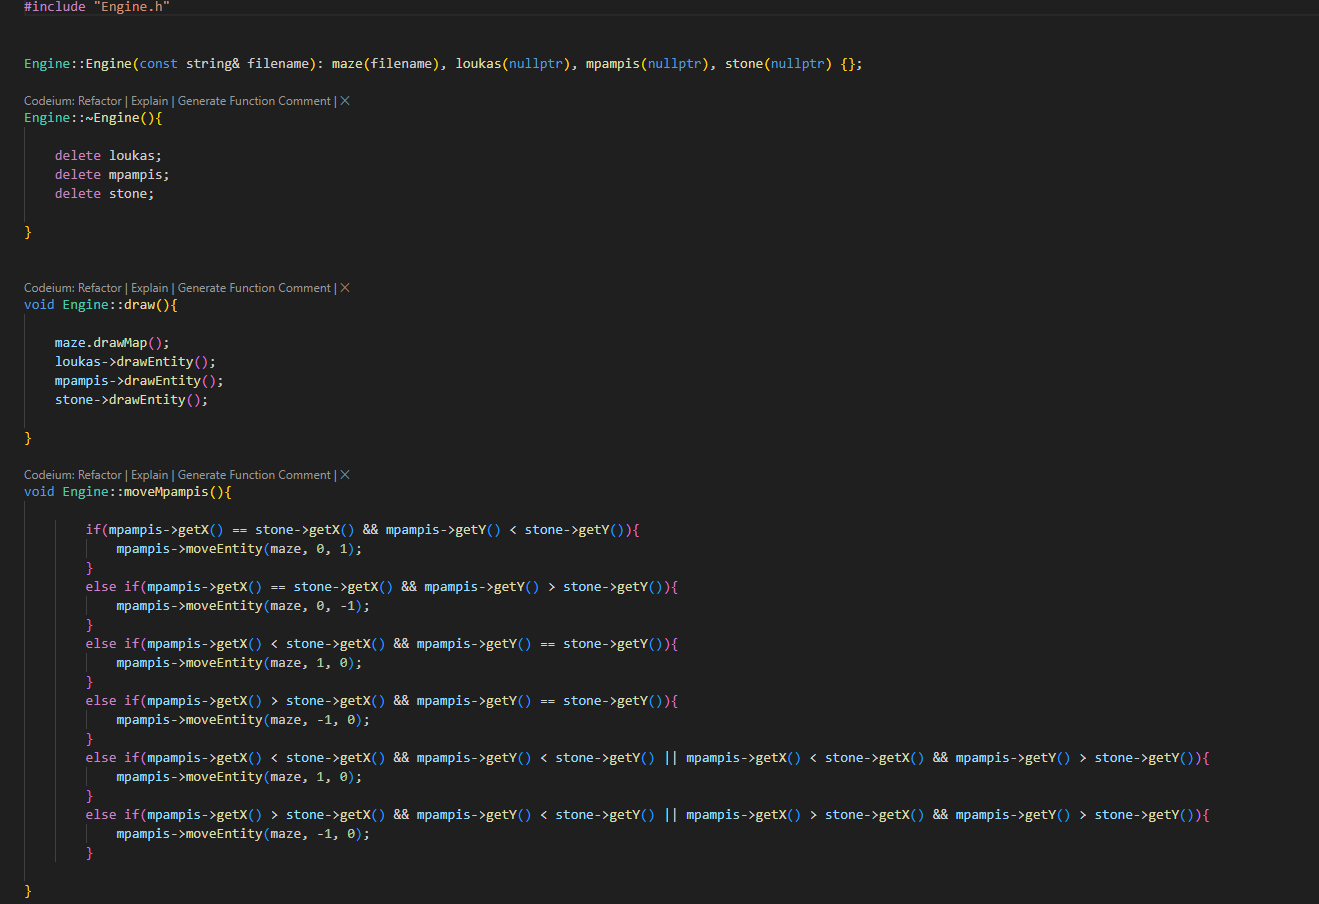 #include "Engine.h"
Engine::Engine(const string& filename): maze(filename), loukas(nullptr), mpampis(nullptr), stone(nullptr) {};
Codeium: Refactor | Explain | Generate Function Comment | ✕
Engine::~Engine(){
delete loukas;
delete mpampis;
delete stone;
}
Codeium: Refactor | Explain | Generate Function Comment | ✕
void Engine::draw(){
maze.drawMap();
loukas->drawEntity();
mpampis->drawEntity();
stone->drawEntity();
}
Codeium: Refactor | Explain | Generate Function Comment | ✕
void Engine::moveMpampis(){
if(mpampis->getX() == stone->getX() && mpampis->getY() < stone->getY()){
mpampis->moveEntity(maze, 0, 1);
}
else if(mpampis->getX() == stone->getX() && mpampis->getY() > stone->getY()){
mpampis->moveEntity(maze, 0, -1);
}
else if(mpampis->getX() < stone->getX() && mpampis->getY() == stone->getY()){
mpampis->moveEntity(maze, 1, 0);
}
else if(mpampis->getX() > stone->getX() && mpampis->getY() == stone->getY()){
mpampis->moveEntity(maze, -1, 0);
}
else if(mpampis->getX() < stone->getX() && mpampis->getY() < stone->getY() || mpampis->getX() < stone->getX() && mpampis->getY() > stone->getY()){
mpampis->moveEntity(maze, 1, 0);
}
else if(mpampis->getX() > stone->getX() && mpampis->getY() < stone->getY() || mpampis->getX() > stone->getX() && mpampis->getY() > stone->getY()){
mpampis->moveEntity(maze, -1, 0);
}
}